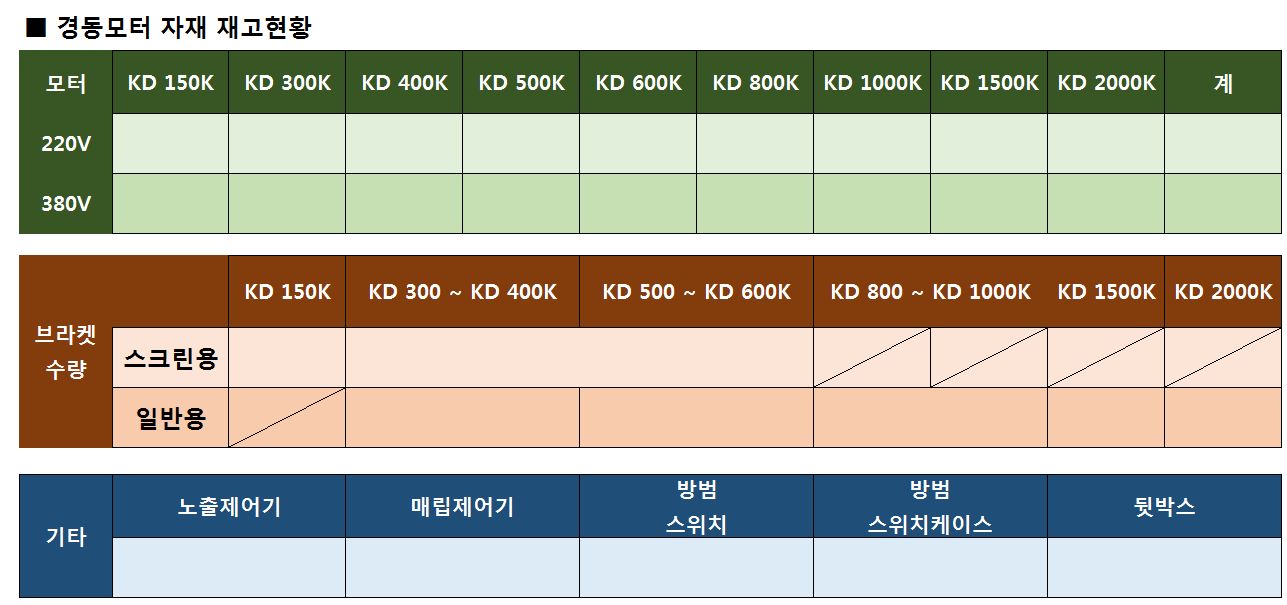 ■ 경동모터 자재 재고현황
모터 KD 150K KD 300K KD 400K KD 500K KD 600K KD 800K KD 1000K KD 1500K KD 2000K 계
220V
380V
브라켓
수량
KD 150K KD 300 ~ KD 400K KD 500 ~ KD 600K KD 800 ~ KD 1000K KD 1500K KD 2000K
스크린용
일반용
기타
노출제어기 매립제어기
방범
스위치
방범
스위치케이스
뒷박스